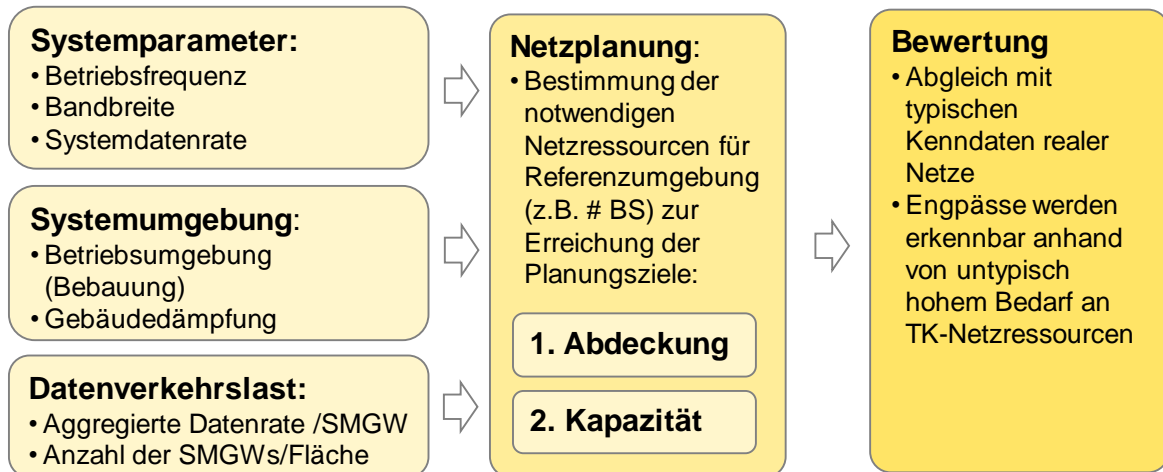 Systemparameter:
• Betriebsfrequenz
• Bandbreite
• Systemdatenrate
Systemumgebung:
• Betriebsumgebung
(Bebauung)
• Gebäudedämpfung
Datenverkehrslast:
• Aggregierte Datenrate /SMGW
• Anzahl der SMGWs/Fläche
Netzplanung:
• Bestimmung der
notwendigen
Netzressourcen für
Referenzumgebung
(z.B. # BS) zur
Erreichung der
Planungsziele:
1. Abdeckung
2. Kapazität
Bewertung
• Abgleich mit
typischen
Kenndaten realer
Netze
• Engpässe werden
erkennbar anhand
von untypisch
hohem Bedarf an
TK-Netzressourcen